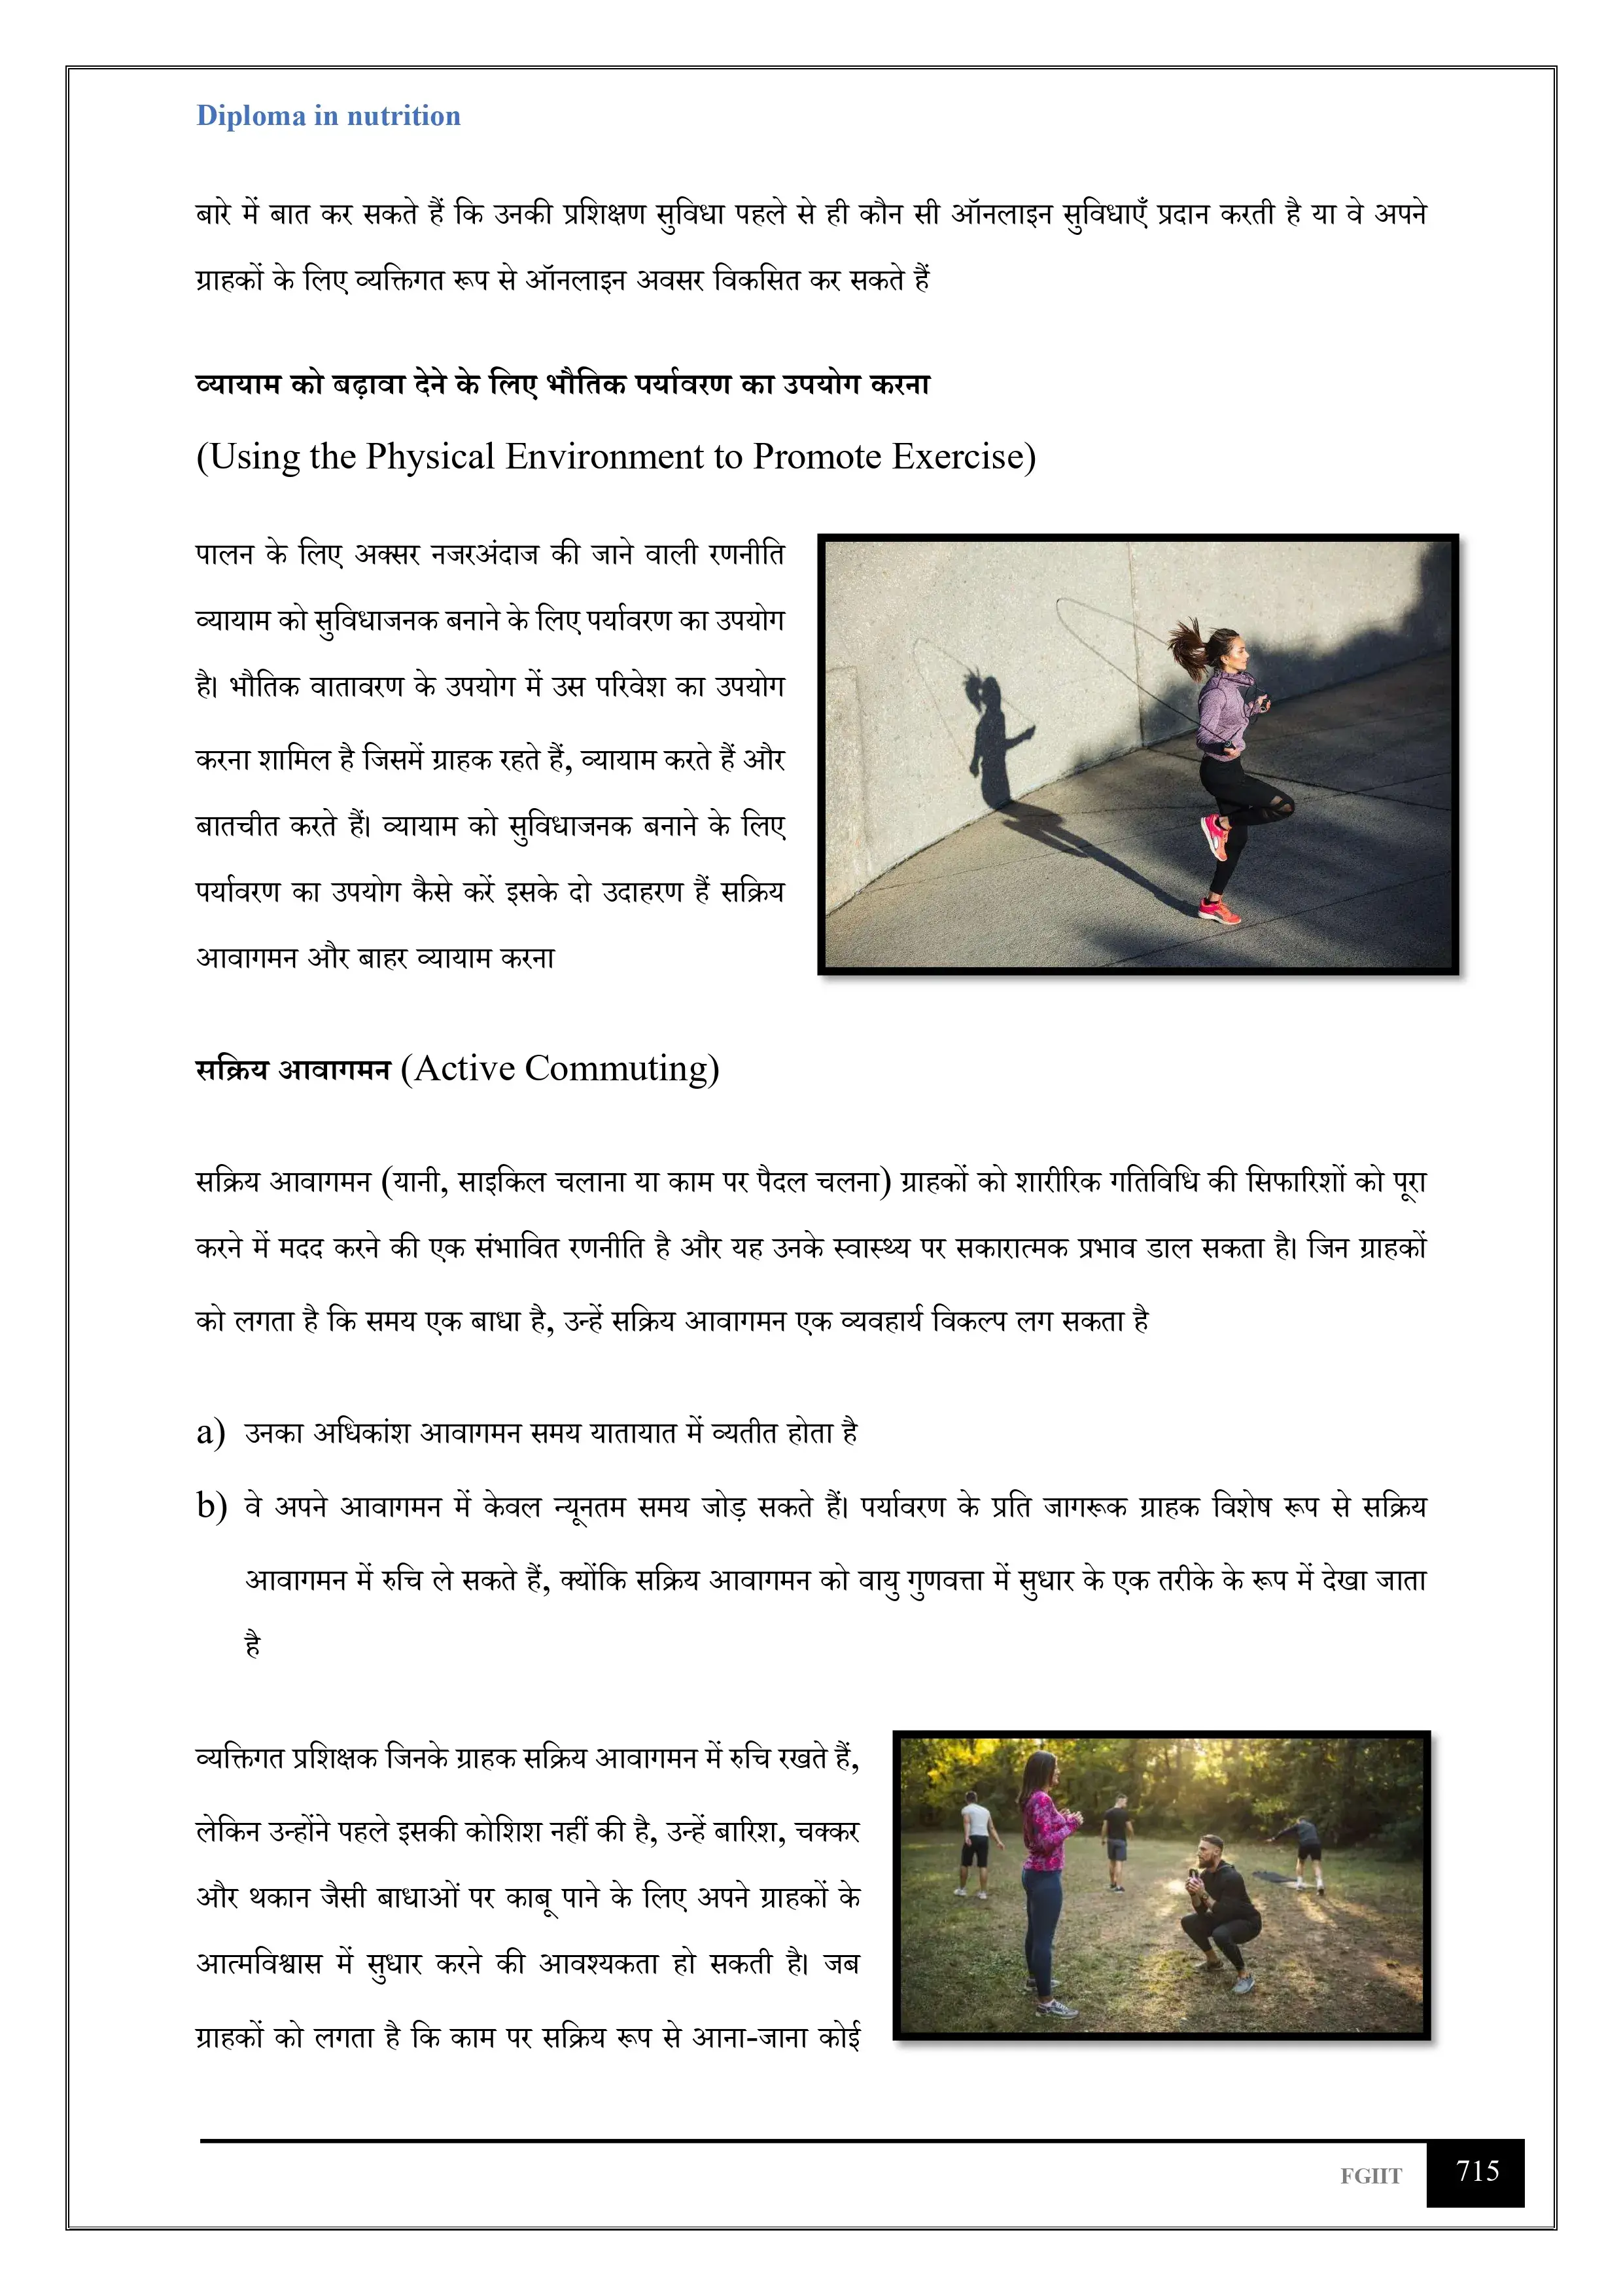 Diploma in nutrition
बारे में बात कर सकते हैं कि उनकी प्रशिक्षण सुविधा पहले से ही कौन सी ऑनलाइन सुविधाएँ प्रदान करती है या वे अपने
ग्राहकों के लिए व्यक्तिगत रूप से ऑनलाइन अवसर विकसित कर सकते हैं
व्यायाम को बढ़ावा देने के लिए भौतिक पर्यावरण का उपयोग करना
(Using the Physical Environment to Promote Exercise)
पालन के लिए अक्सर नजरअंदाज की जाने वाली रणनीति
व्यायाम को सुविधाजनक बनाने के लिए पर्यावरण का उपयोग
है। भौतिक वातावरण के उपयोग में उस परिवेश का उपयोग
करना शामिल है जिसमें ग्राहक रहते हैं, व्यायाम करते हैं और
बातचीत करते हैं। व्यायाम को सुविधाजनक बनाने के लिए
पर्यावरण का उपयोग कैसे करें इसके दो उदाहरण हैं सक्रिय
आवागमन और बाहर व्यायाम करना
सक्रिय आवागमन (Active Commuting)
सक्रिय आवागमन (यानी, साइकिल चलाना या काम पर पैदल चलना) ग्राहकों को शारीरिक गतिविधि की सिफारिशों को पूरा
करने में मदद करने की एक संभावित रणनीति है और यह उनके स्वास्थ्य पर सकारात्मक प्रभाव डाल सकता है। जिन ग्राहकों
को लगता है कि समय एक बाधा है, उन्हें सक्रिय आवागमन एक व्यवहार्य विकल्प लग सकता है
a) उनका अधिकांश आवागमन समय यातायात में व्यतीत होता है
b) वे अपने आवागमन में केवल न्यूनतम समय जोड़ सकते हैं। पर्यावरण के प्रति जागरूक ग्राहक विशेष रूप से सक्रिय
आवागमन में रुचि ले सकते हैं, क्योंकि सक्रिय आवागमन को वायु गुणवत्ता में सुधार के एक तरीके के रूप में देखा जाता
है
व्यक्तिगत प्रशिक्षक जिनके ग्राहक सक्रिय आवागमन में रुचि रखते हैं,
लेकिन उन्होंने पहले इसकी कोशिश नहीं की है, उन्हें बारिश, चक्कर
और थकान जैसी बाधाओं पर काबू पाने के लिए अपने ग्राहकों के
आत्मविश्वास में सुधार करने की आवश्यकता हो सकती है। जब
ग्राहकों को लगता है कि काम पर सक्रिय रूप से आना-जाना कोई
FGIIT 715